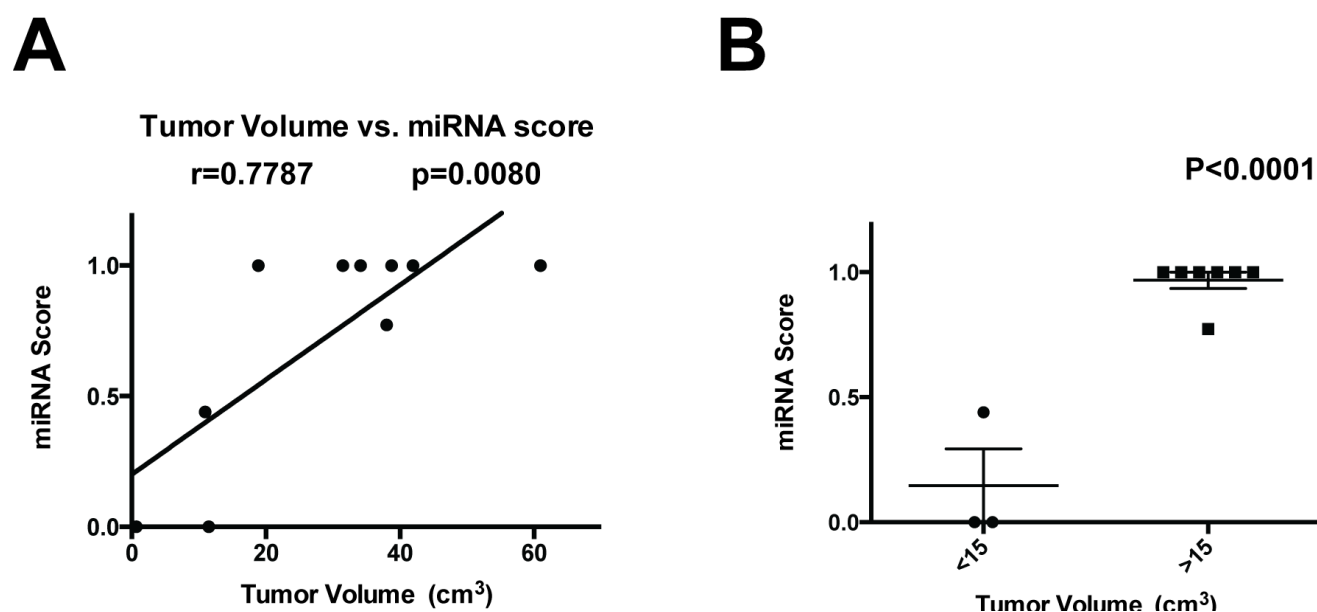 A
Tumor Volume vs. miRNA score
r=0.7787 p=0.0080
miRNA Score
1.0
0.5
0.0
0 20 40 60
Tumor Volume (cm³)
B
P<0.0001
miRNA Score
1.0
0.5
0.0
<15 >15
Tumor Volume (cm³)